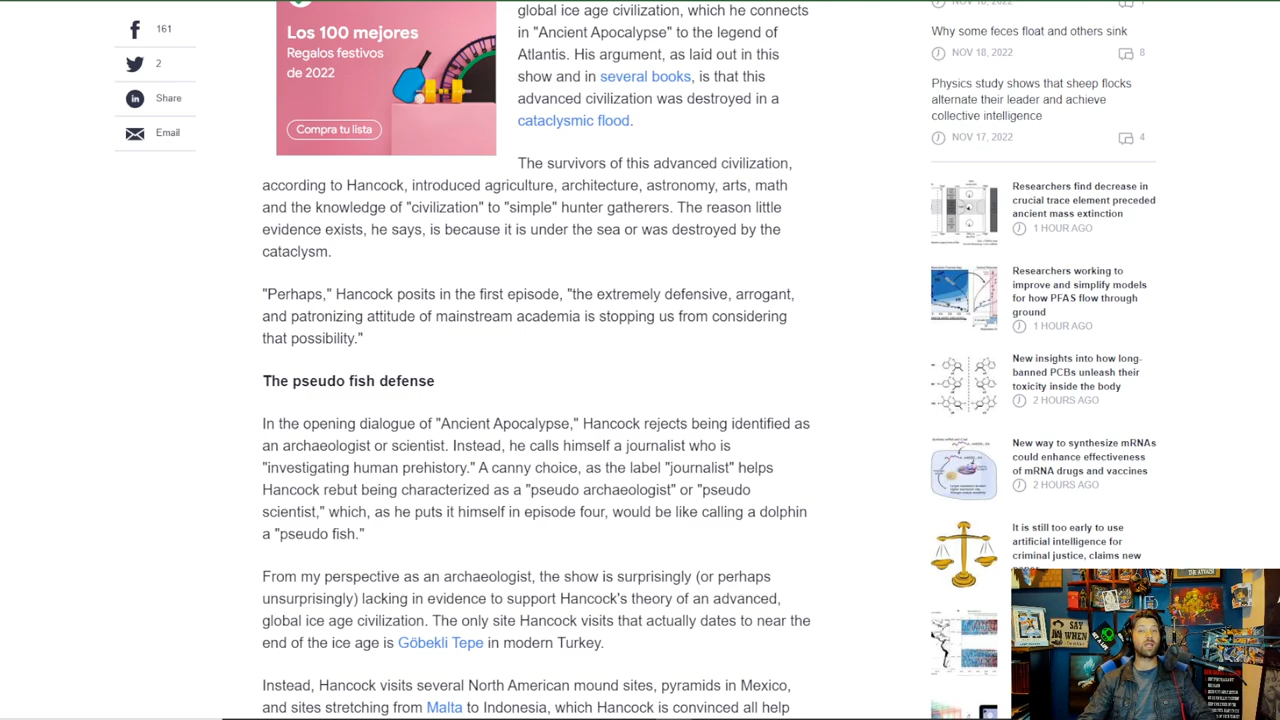 161
2
Share
Email
Los 100 mejores
Regalos festivos
de 2022
Compra tu lista
global ice age civilization, which he connects
in "Ancient Apocalypse" to the legend of
Atlantis. His argument, as laid out in this
show and in several books, is that this
advanced civilization was destroyed in a
cataclysmic flood.
The survivors of this advanced civilization,
according to Hancock, introduced agriculture, architecture, astronomy, arts, math
and the knowledge of "civilization" to "simple" hunter gatherers. The reason little
evidence exists, he says, is because it is under the sea or was destroyed by the
cataclysm.
"Perhaps," Hancock posits in the first episode, "the extremely defensive, arrogant,
and patronizing attitude of mainstream academia is stopping us from considering
that possibility."
The pseudo fish defense
In the opening dialogue of "Ancient Apocalypse," Hancock rejects being identified as
an archaeologist or scientist. Instead, he calls himself a journalist who is
"investigating human prehistory." A canny choice, as the label "journalist" helps
Hancock rebut being characterized as a "pseudo archaeologist" or "pseudo
scientist," which, as he puts it himself in episode four, would be like calling a dolphin
a "pseudo fish."
From my perspective as an archaeologist, the show is surprisingly (or perhaps
unsurprisingly) lacking in evidence to support Hancock's theory of an advanced,
global ice age civilization. The only site Hancock visits that actually dates to near the
end of the ice age is Göbekli Tepe in modern Turkey.
Instead, Hancock visits several North American mound sites, pyramids in Mexico,
and sites stretching from Malta to Indonesia, which Hancock is convinced all help
NOV 18, 2022
Why some feces float and others sink
NOV 18, 2022 8
Physics study shows that sheep flocks
alternate their leader and achieve
collective intelligence
NOV 17, 2022 4
Researchers find decrease in
crucial trace element preceded
ancient mass extinction
1 HOUR AGO
Researchers working to
improve and simplify models
for how PFAS flow through
ground
1 HOUR AGO
New insights into how long-
banned PCBs unleash their
toxicity inside the body
2 HOURS AGO
New way to synthesize mRNAs
could enhance effectiveness
of mRNA drugs and vaccines
2 HOURS AGO
It is still too early to use
artificial intelligence for
criminal justice, claims new
SAY
WHEN